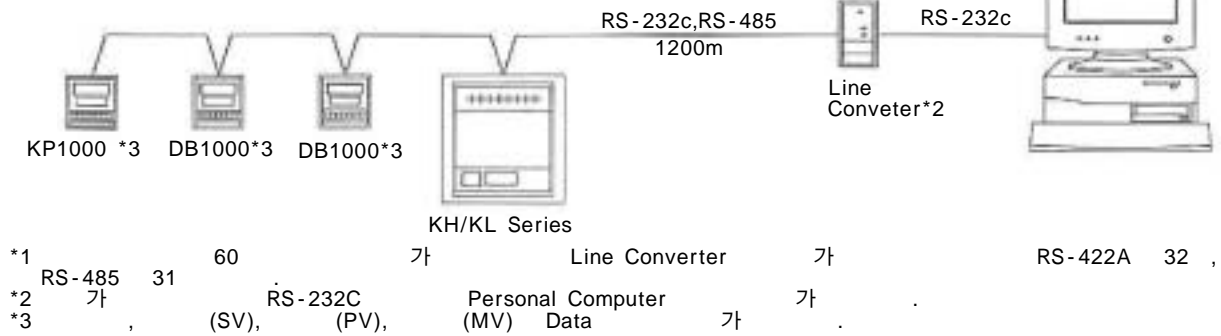 RS-232c,RS-485
1200m
RS-232c
Line
Conveter*2
KP1000 *3
DB1000*3
DB1000*3
KH/KL Series
*1 60 가 Line Converter 가 RS-422A 32 ,
RS-485 31 .
*2 가 RS-232C Personal Computer 가 .
*3 , (SV), (PV), (MV) Data 가 .